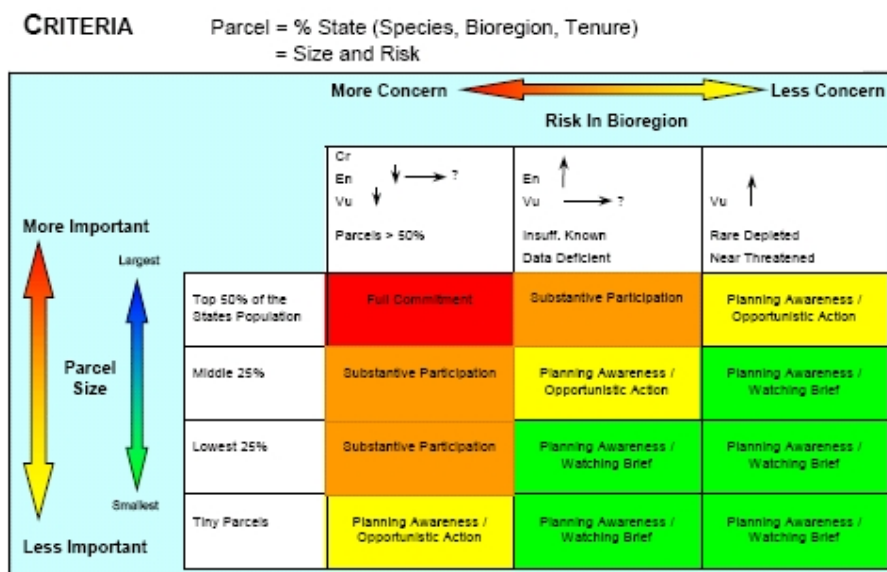 CRITERIA
Parcel = % State (Species, Bioregion, Tenure)
= Size and Risk
More Concern
Less Concern
Risk In Bioregion
Cr
En ?
Vu
Parcels > 50%
En
Vu ?
Insuff. Known
Data Deficient
Vu
Rare Depleted
Near Threatened
More Important
Largest
Parcel
Size
Smallest
Less Important
Top 50% of the
States Population
Full Commitment
Substantive Participation
Planning Awareness /
Opportunistic Action
Middle 25%
Substantive Participation
Planning Awareness /
Opportunistic Action
Planning Awareness /
Watching Brief
Lowest 25%
Substantive Participation
Planning Awareness /
Watching Brief
Planning Awareness /
Watching Brief
Tiny Parcels
Planning Awareness /
Opportunistic Action
Planning Awareness /
Watching Brief
Planning Awareness /
Watching Brief